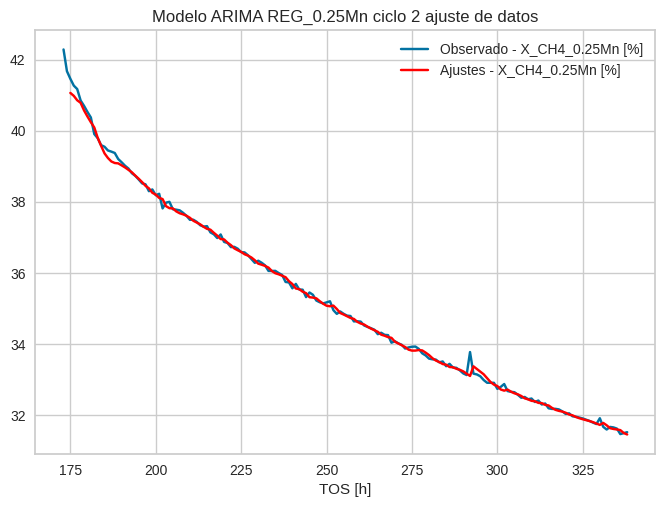 Modelo ARIMA REG_0.25Mn ciclo 2 ajuste de datos
Observado - X_CH4_0.25Mn [%]
Ajustes - X_CH4_0.25Mn [%]
42
40
38
36
34
32
175 200 225 250 275 300 325
TOS [h]